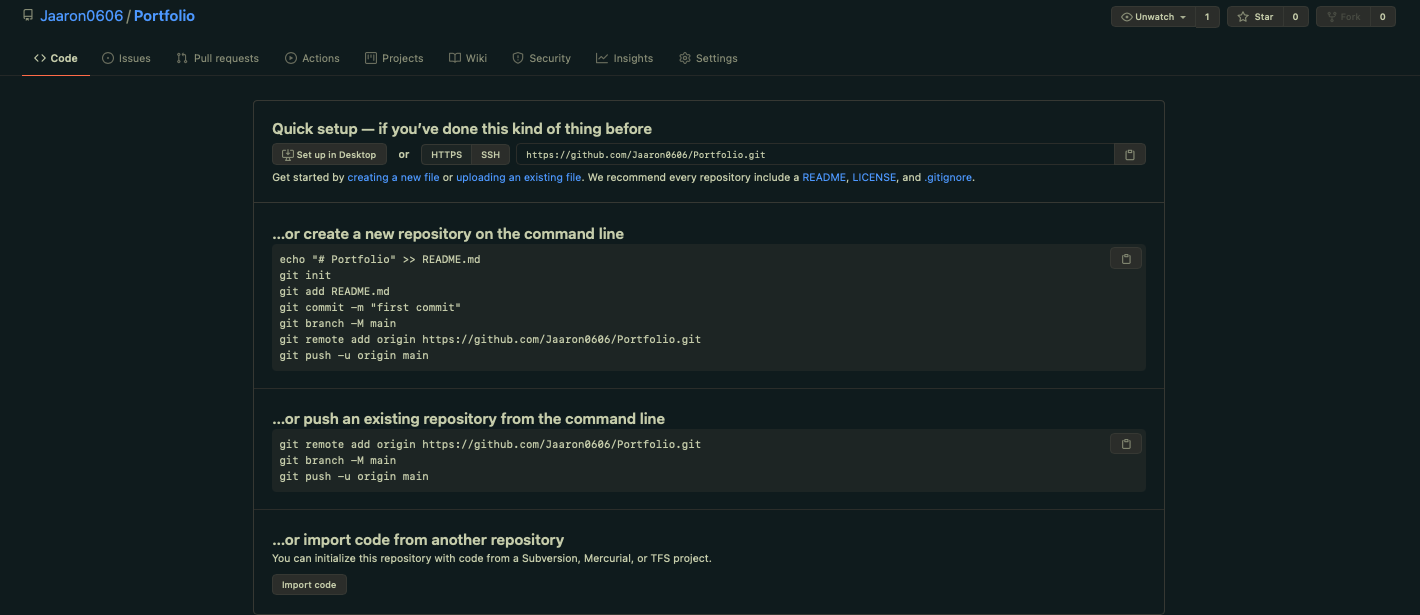 Jaaron0606 / Portfolio
Unwatch 1 Star 0 Fork 0
Code Issues Pull requests Actions Projects Wiki Security Insights Settings
Quick setup — if you’ve done this kind of thing before
Set up in Desktop or HTTPS SSH https://github.com/Jaaron0606/Portfolio.git
Get started by creating a new file or uploading an existing file. We recommend every repository include a README, LICENSE, and .gitignore.
…or create a new repository on the command line
echo "# Portfolio" >> README.md
git init
git add README.md
git commit -m "first commit"
git branch -M main
git remote add origin https://github.com/Jaaron0606/Portfolio.git
git push -u origin main
…or push an existing repository from the command line
git remote add origin https://github.com/Jaaron0606/Portfolio.git
git branch -M main
git push -u origin main
…or import code from another repository
You can initialize this repository with code from a Subversion, Mercurial, or TFS project.
Import code